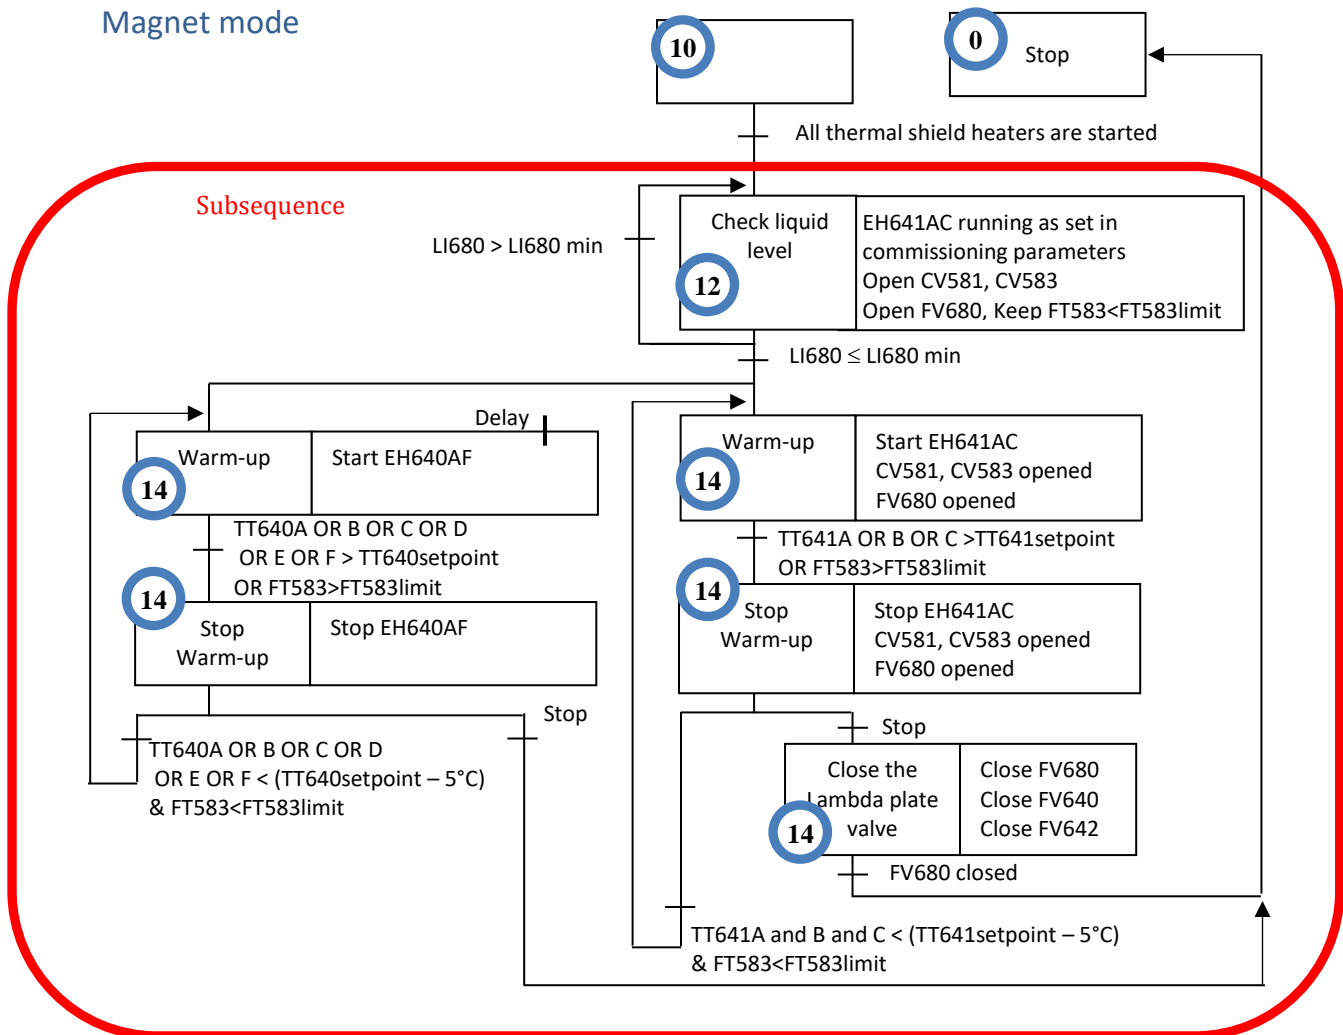 Magnet mode
10
0
Stop
All thermal shield heaters are started
Subsequence
LI680 > LI680 min
Check liquid
level
12
EH641AC running as set in
commissioning parameters
Open CV581, CV583
Open FV680, Keep FT583<FT583limit
LI680 ≤ LI680 min
Delay
Warm-up
14
Start EH640AF
Warm-up
14
Start EH641AC
CV581, CV583 opened
FV680 opened
TT640A OR B OR C OR D
OR E OR F > TT640setpoint
OR FT583>FT583limit
TT641A OR B OR C >TT641setpoint
OR FT583>FT583limit
14
Stop
Warm-up
Stop EH640AF
14
Stop
Warm-up
Stop EH641AC
CV581, CV583 opened
FV680 opened
Stop
TT640A OR B OR C OR D
OR E OR F < (TT640setpoint – 5°C)
& FT583<FT583limit
Stop
Close the
Lambda plate
valve
14
Close FV680
Close FV640
Close FV642
FV680 closed
TT641A and B and C < (TT641setpoint – 5°C)
& FT583<FT583limit